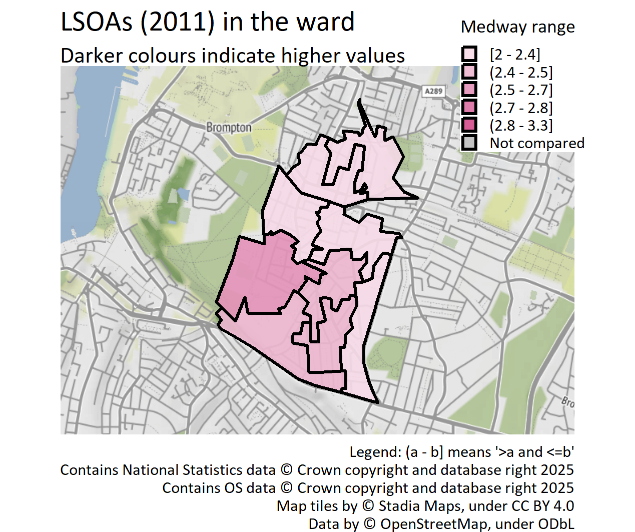 LSOAs (2011) in the ward
Darker colours indicate higher values
Medway range
[2 - 2.4]
(2.4 - 2.5]
(2.5 - 2.7]
(2.7 - 2.8]
(2.8 - 3.3]
Not compared
A289
Brompton
Bro
Legend: (a - b] means '>a and <=b'
Contains National Statistics data © Crown copyright and database right 2025
Contains OS data © Crown copyright and database right 2025
Map tiles by © Stadia Maps, under CC BY 4.0
Data by © OpenStreetMap, under ODbL